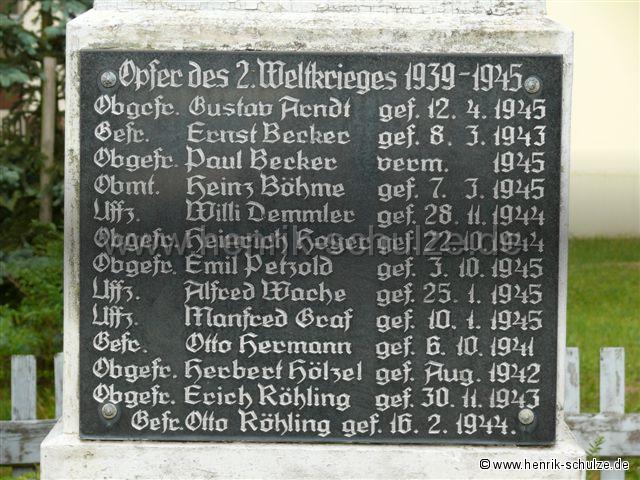 Opfer des 2. Weltkrieges 1939-1945
Obgefr. Gustav Arndt gef. 12. 4. 1945
Gefr. Ernst Becker gef. 8. 3. 1943
Obgefr. Paul Becker verm. 1945
Obmt. Heinz Böhme gef. 7. 3. 1945
Uffz. Willi Demmler gef. 28. 11. 1944
Obgefr. Heinrich gef. 1944
www.henrik-schulze.de
Obgefr. Emil Petzold gef. 3. 10. 1945
Uffz. Alfred Wache gef. 25. 1. 1945
Uffz. Manfred Graf gef. 10. 1. 1945
Gefr. Otto Hermann gef. 6. 10. 1941
Obgefr. Herbert Hölzel gef. Aug. 1942
Obgefr. Erich Röhling gef. 30. 11. 1943
Gefr. Otto Röhling gef. 16. 2. 1944.
© www.henrik-schulze.de